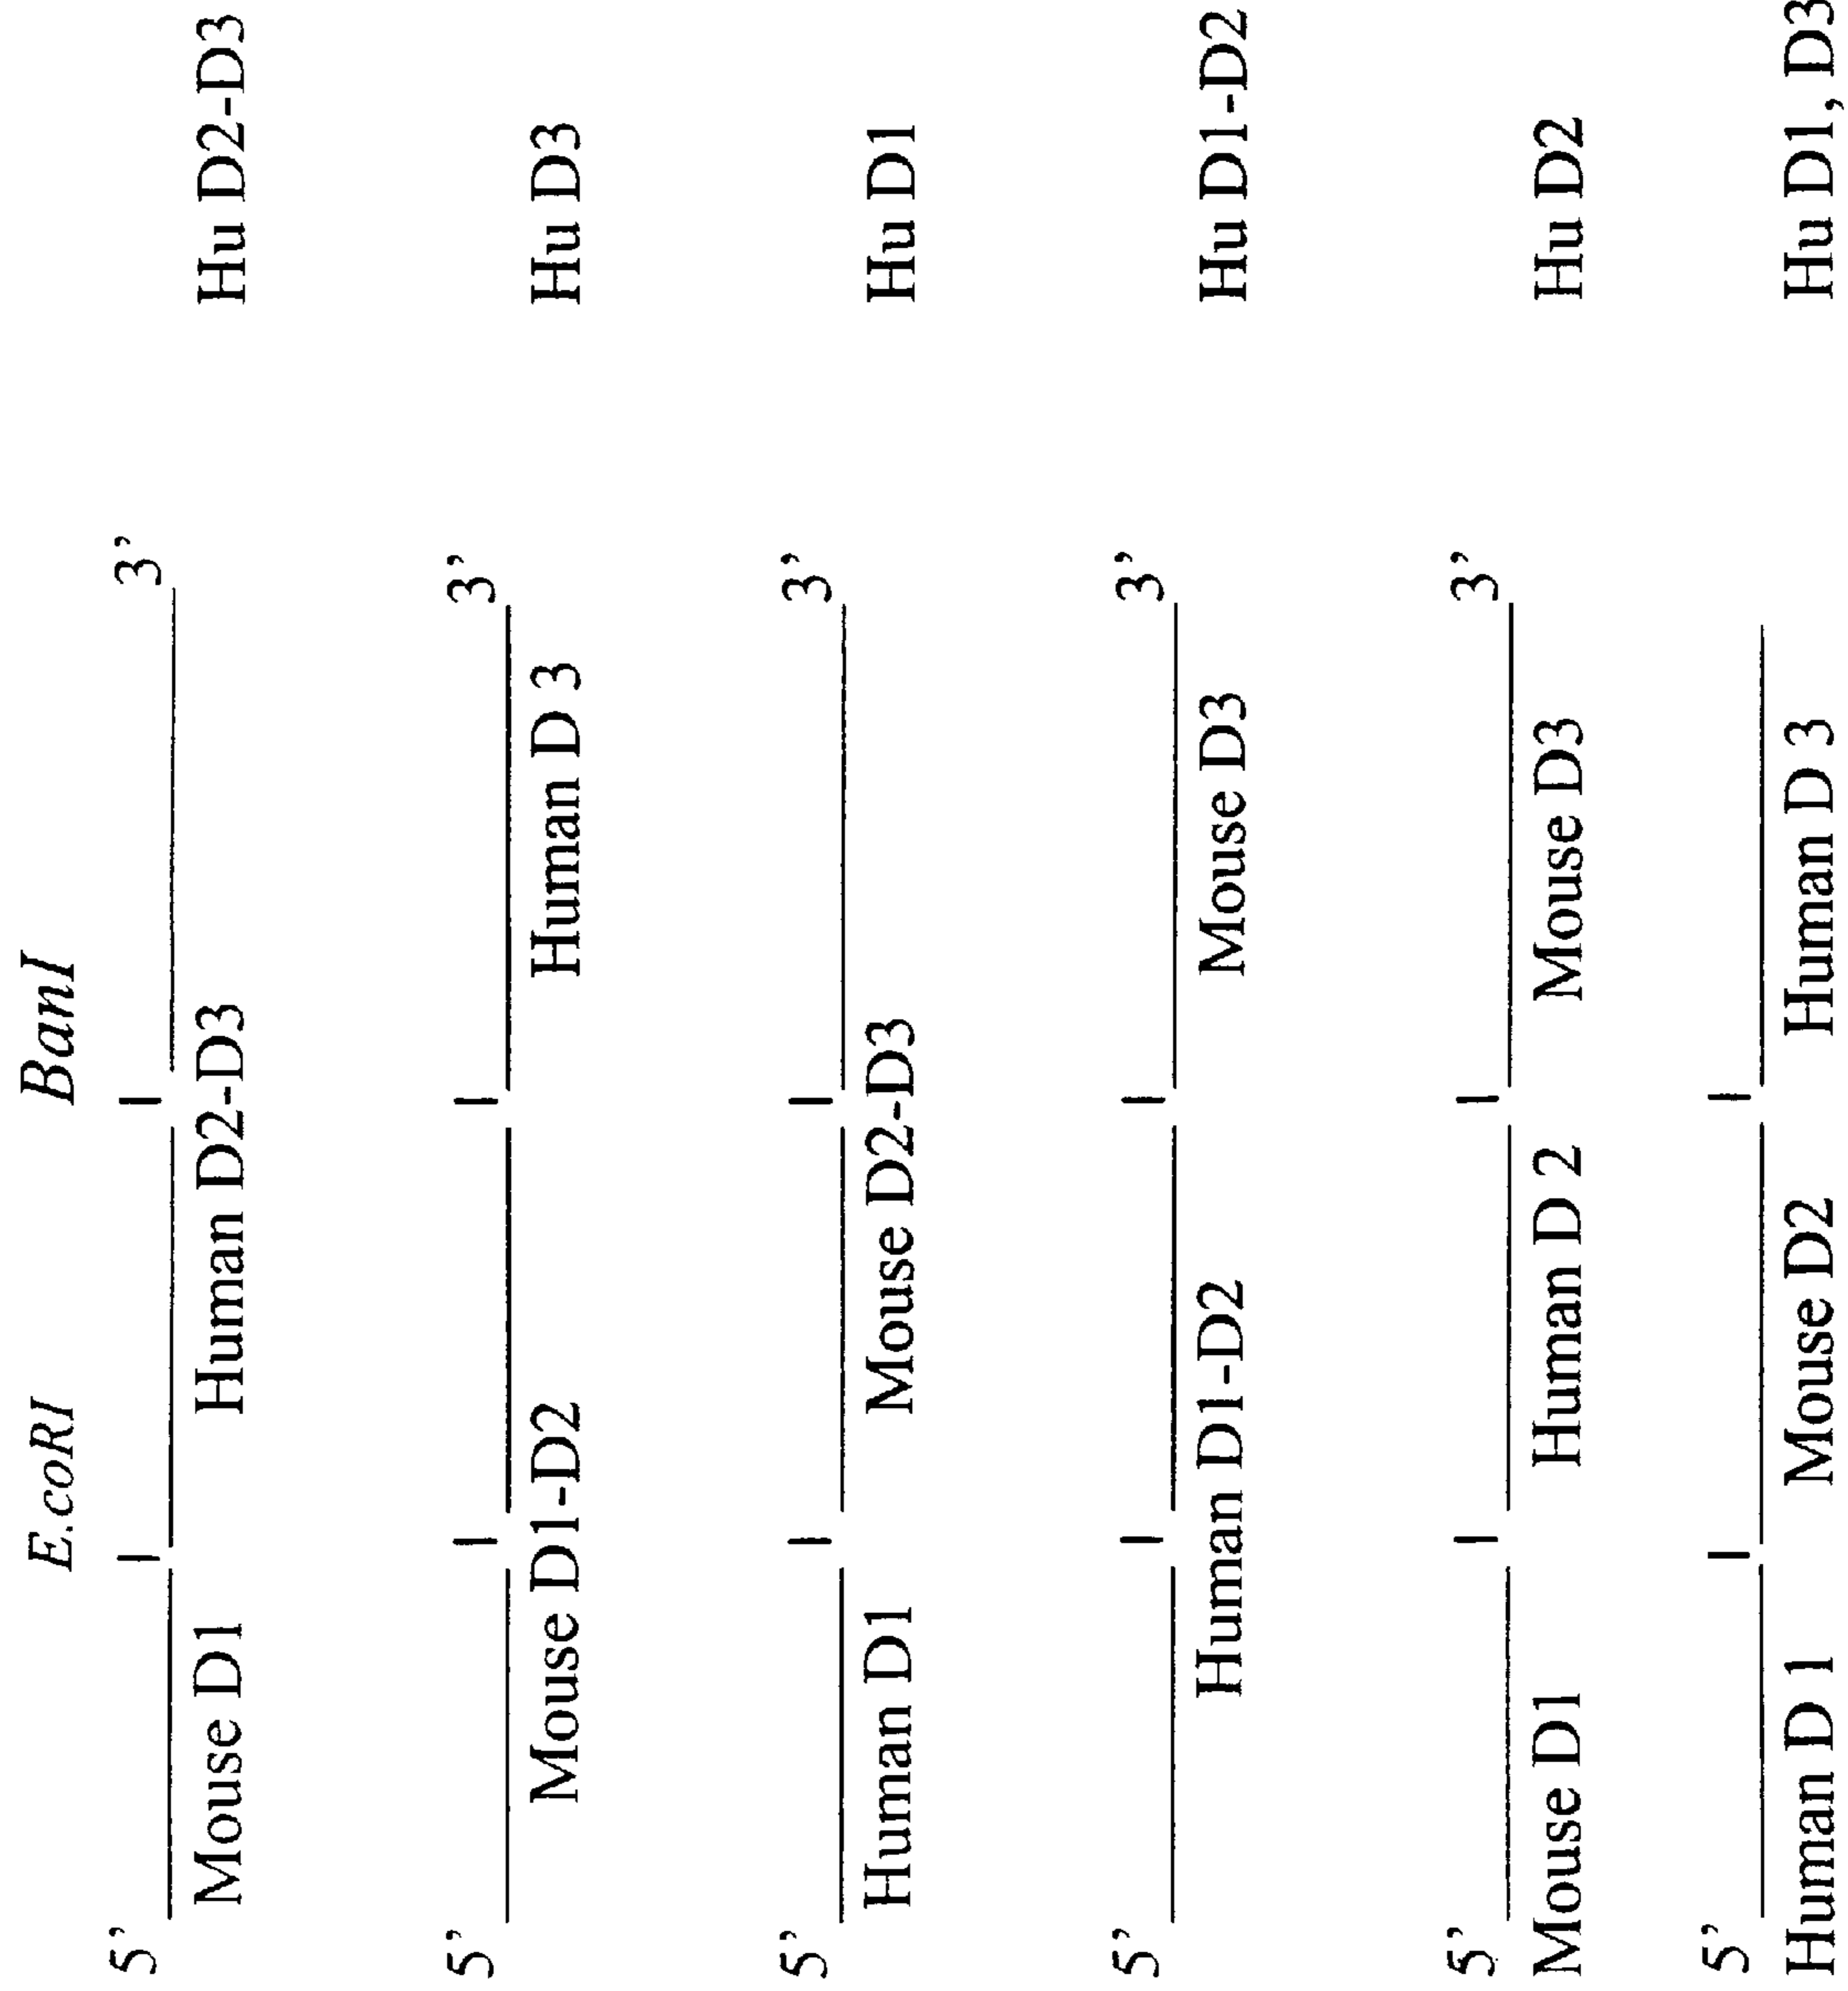 E.coRI BanI
5' 3'
Mouse D1 Human D2-D3 Hu D2-D3
5' 3'
Mouse D1-D2 Human D 3 Hu D3
5' 3'
Human D1 Mouse D2-D3 Hu D1
5' 3'
Human D1-D2 Mouse D3 Hu D1-D2
5' 3'
Mouse D1 Human D 2 Mouse D3 Hu D2
5'
Human D 1 Mouse D2 Human D 3 Hu D1, D3